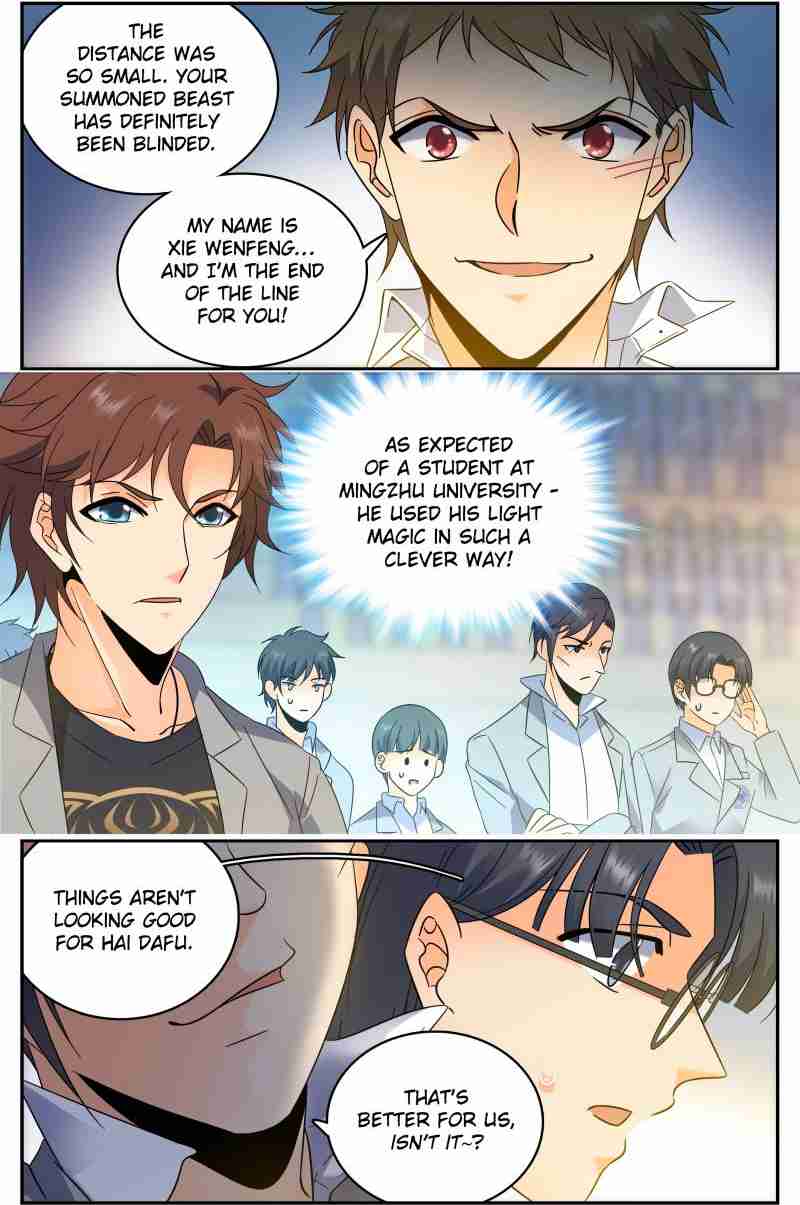 THE
DISTANCE WAS
SO SMALL. YOUR
SUMMONED BEAST
HAS DEFINITELY
BEEN BLINDED.
MY NAME IS
XIE WENFENG...
AND I'M THE END
OF THE LINE
FOR YOU!
AS EXPECTED
OF A STUDENT AT
MINGZHU UNIVERSITY -
HE USED HIS LIGHT
MAGIC IN SUCH A
CLEVER WAY!
THINGS AREN'T
LOOKING GOOD
FOR HAI DAFU.
THAT'S
BETTER FOR US,
ISN'T IT~?